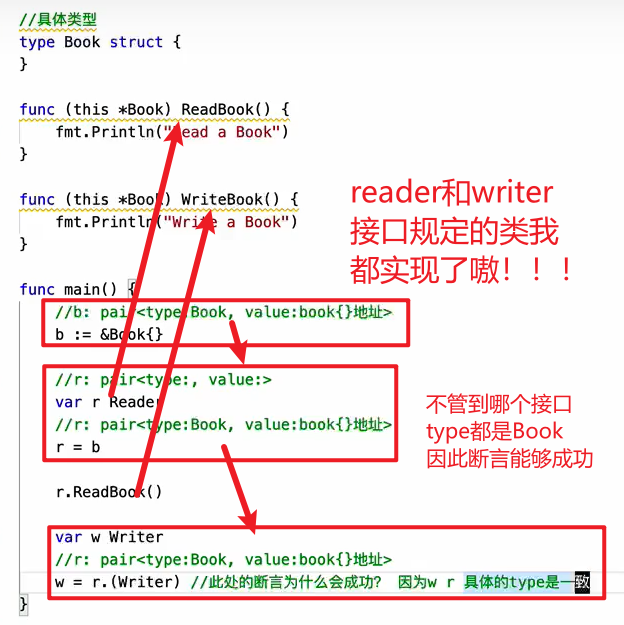 //具体类型
type Book struct {
}
func (this *Book) ReadBook() {
fmt.Println("Read a Book")
}
func (this *Book) WriteBook() {
fmt.Println("Write a Book")
}
reader和writer
接口规定的类我
都实现了嗷！！！
func main() {
//b: pair<type:Book, value:book{}地址>
b := &Book{}
//r: pair<type:, value:>
var r Reader
//r: pair<type:Book, value:book{}地址>
r = b
不管到哪个接口
type都是Book
因此断言能够成功
r.ReadBook()
var w Writer
//r: pair<type:Book, value:book{}地址>
w = r.(Writer) //此处的断言为什么会成功? 因为w r 具体的type是一致
}